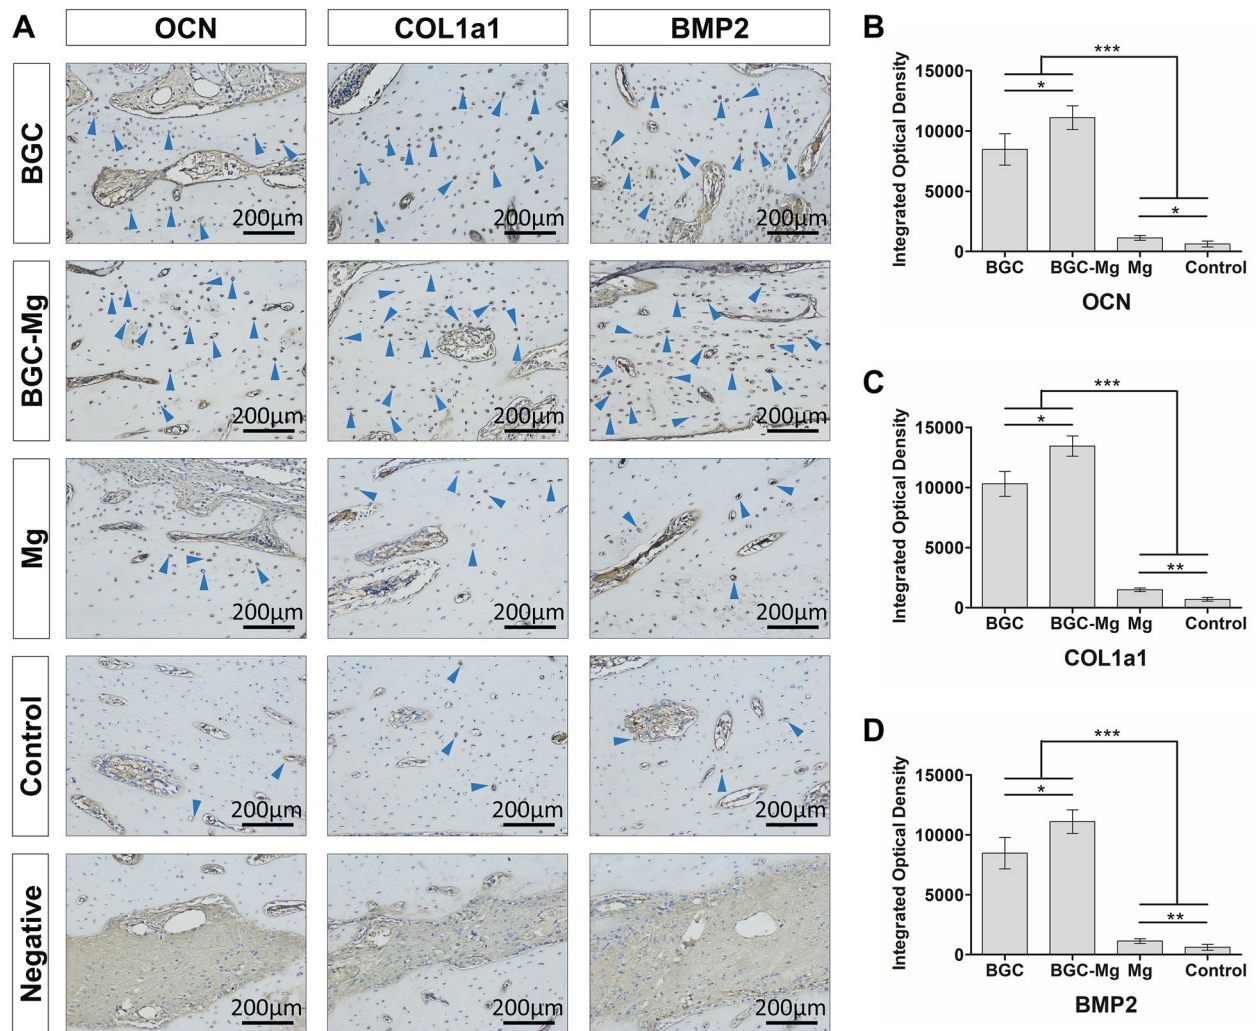 A
OCN
COL1a1
BMP2
BGC
200μm
200μm
200μm
BGC-Mg
200μm
200μm
200μm
Mg
200μm
200μm
200μm
Control
200μm
200μm
200μm
Negative
200μm
200μm
200μm
B
***
*
*
Integrated Optical Density
15000
10000
5000
0
BGC
BGC-Mg
Mg
Control
OCN
C
***
*
**
Integrated Optical Density
15000
10000
5000
0
BGC
BGC-Mg
Mg
Control
COL1a1
D
***
*
**
Integrated Optical Density
15000
10000
5000
0
BGC
BGC-Mg
Mg
Control
BMP2